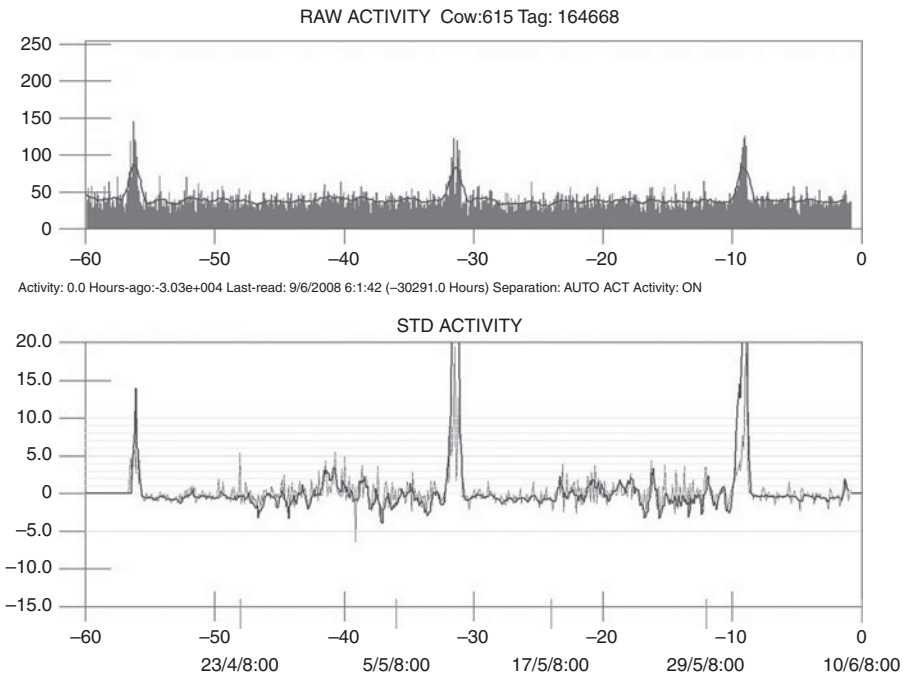 RAW ACTIVITY Cow:615 Tag: 164668
250
200
150
100
50
0
–60 –50 –40 –30 –20 –10 0
Activity: 0.0 Hours-ago:-3.03e+004 Last-read: 9/6/2008 6:1:42 (–30291.0 Hours) Separation: AUTO ACT Activity: ON
STD ACTIVITY
20.0
15.0
10.0
5.0
0
–5.0
–10.0
–15.0
–60 –50 –40 –30 –20 –10 0
23/4/8:00 5/5/8:00 17/5/8:00 29/5/8:00 10/6/8:00